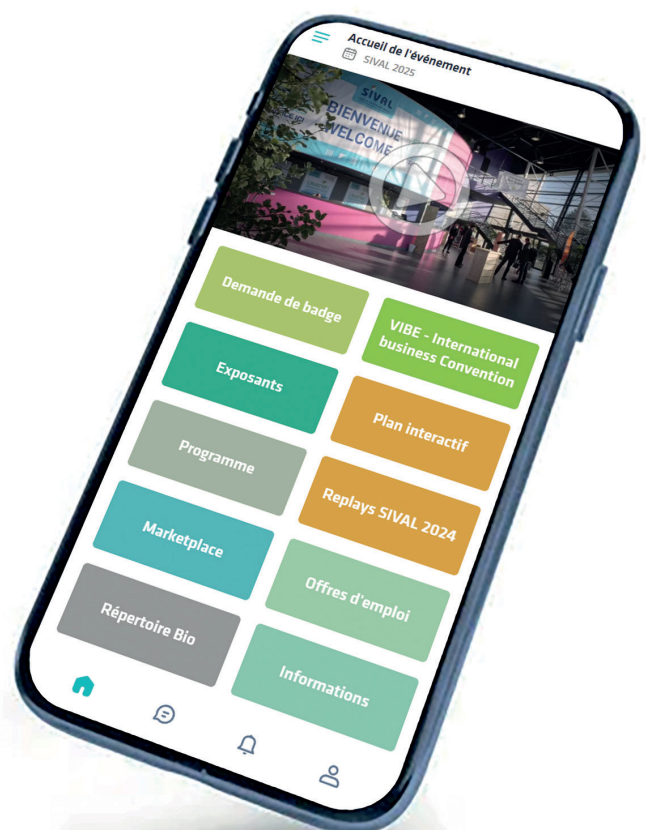 Accueil de l'événement
SIVAL 2025
SIVAL
BIENVENUE
WELCOME
Demande de badge
VIBE - International
business Convention
Exposants
Plan interactif
Programme
Replays SIVAL 2024
Marketplace
Offres d'emploi
Répertoire Bio
Informations